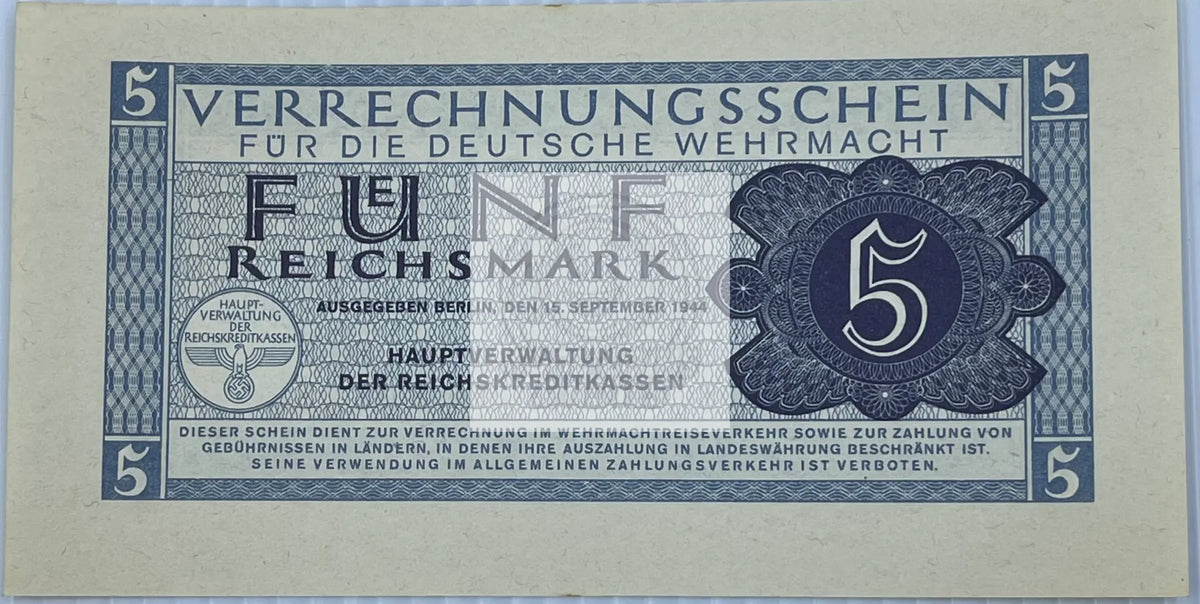 5 5
VERRECHNUNGSSCHEIN
FÜR DIE DEUTSCHE WEHRMACHT
FUENF
REICHSMARK
AUSGEGEBEN BERLIN, DEN 15. SEPTEMBER 1944
HAUPT-
VERWALTUNG
DER
REICHSKREDITKASSEN
HAUPTVERWALTUNG
DER REICHSKREDITKASSEN
5
DIESER SCHEIN DIENT ZUR VERRECHNUNG IM WEHRMACHTREISEVERKEHR SOWIE ZUR ZAHLUNG VON
GEBÜHRNISSEN IN LÄNDERN, IN DENEN IHRE AUSZAHLUNG IN LANDESWÄHRUNG BESCHRÄNKT IST.
SEINE VERWENDUNG IM ALLGEMEINEN ZAHLUNGSVERKEHR IST VERBOTEN.
5 5